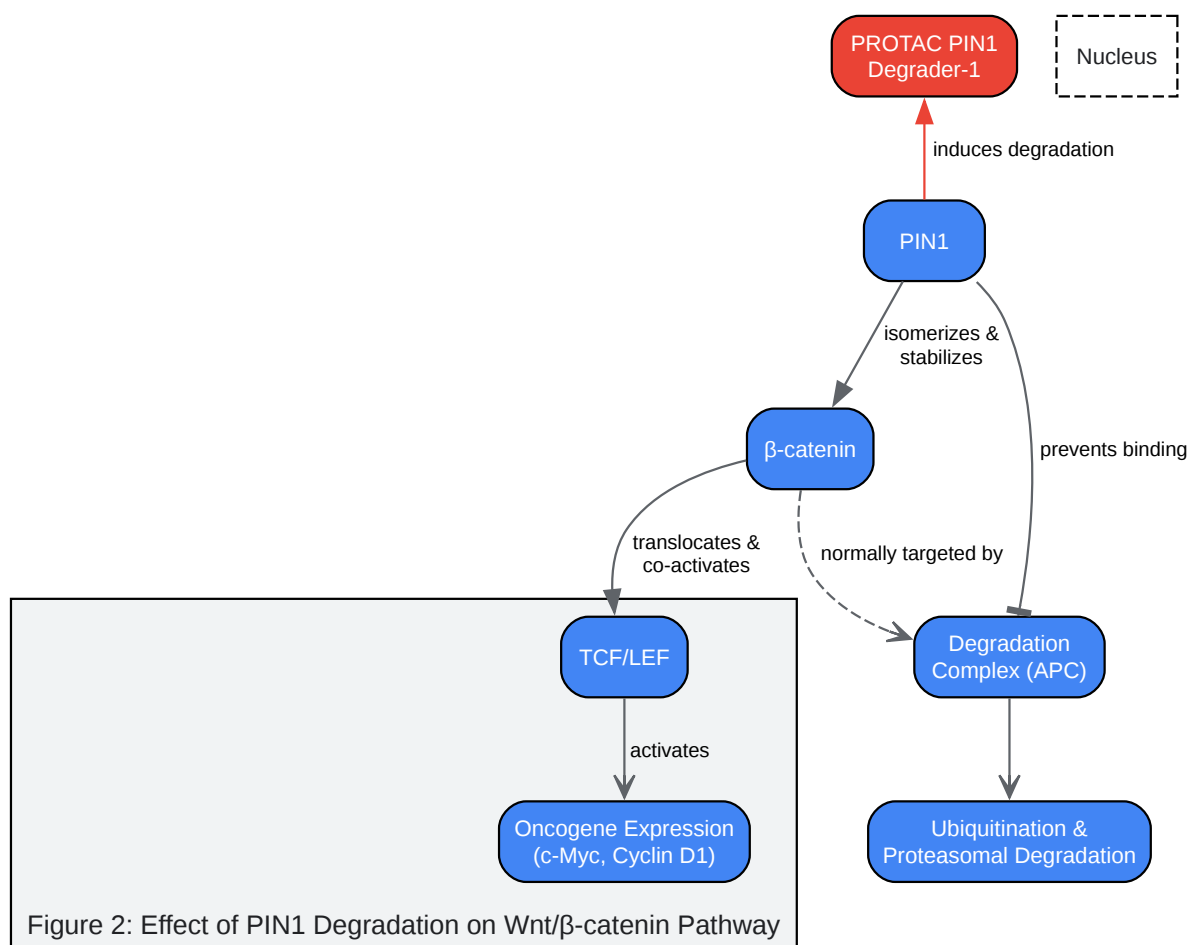 PROTAC PIN1
Degrader-1
Nucleus
induces degradation
PIN1
isomerizes &
stabilizes
β-catenin
prevents binding
translocates &
co-activates
normally targeted by
TCF/LEF
Degradation
Complex (APC)
activates
Oncogene Expression
(c-Myc, Cyclin D1)
Ubiquitination &
Proteasomal Degradation
Figure 2: Effect of PIN1 Degradation on Wnt/β-catenin Pathway